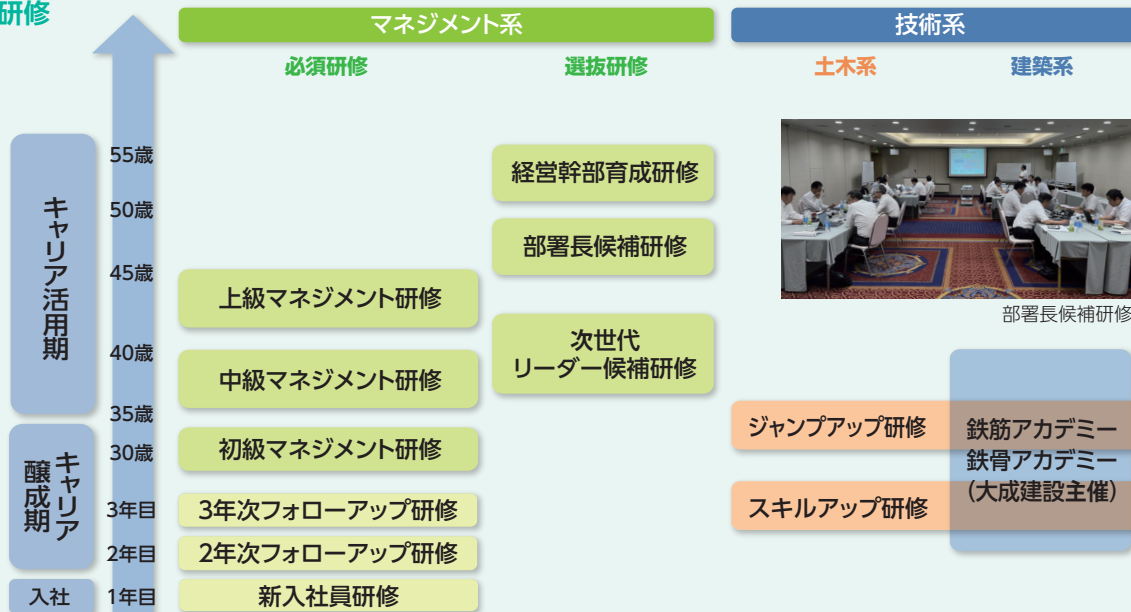 研修
マネジメント系
技術系
必須研修
選抜研修
土木系
建築系
キャリア活用期
キャリア
醸成期
入社
55歳
50歳
45歳
40歳
35歳
30歳
3年目
2年目
1年目
上級マネジメント研修
中級マネジメント研修
初級マネジメント研修
3年次フォローアップ研修
2年次フォローアップ研修
新入社員研修
経営幹部育成研修
部署長候補研修
次世代
リーダー候補研修
部署長候補研修
ジャンプアップ研修
スキルアップ研修
鉄筋アカデミー
鉄骨アカデミー
(大成建設主催)